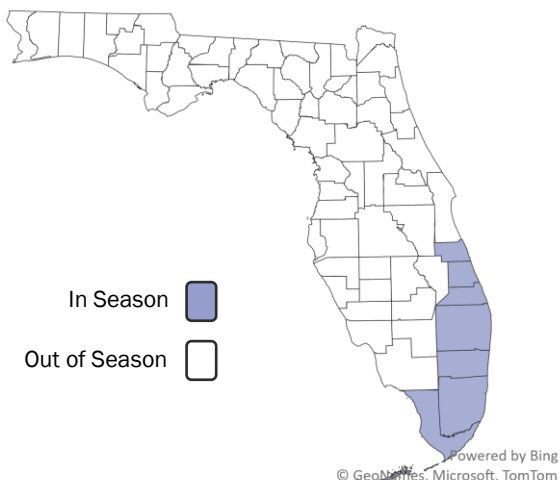 In Season
Out of Season
Powered by Bing
© GeoNames, Microsoft, TomTom